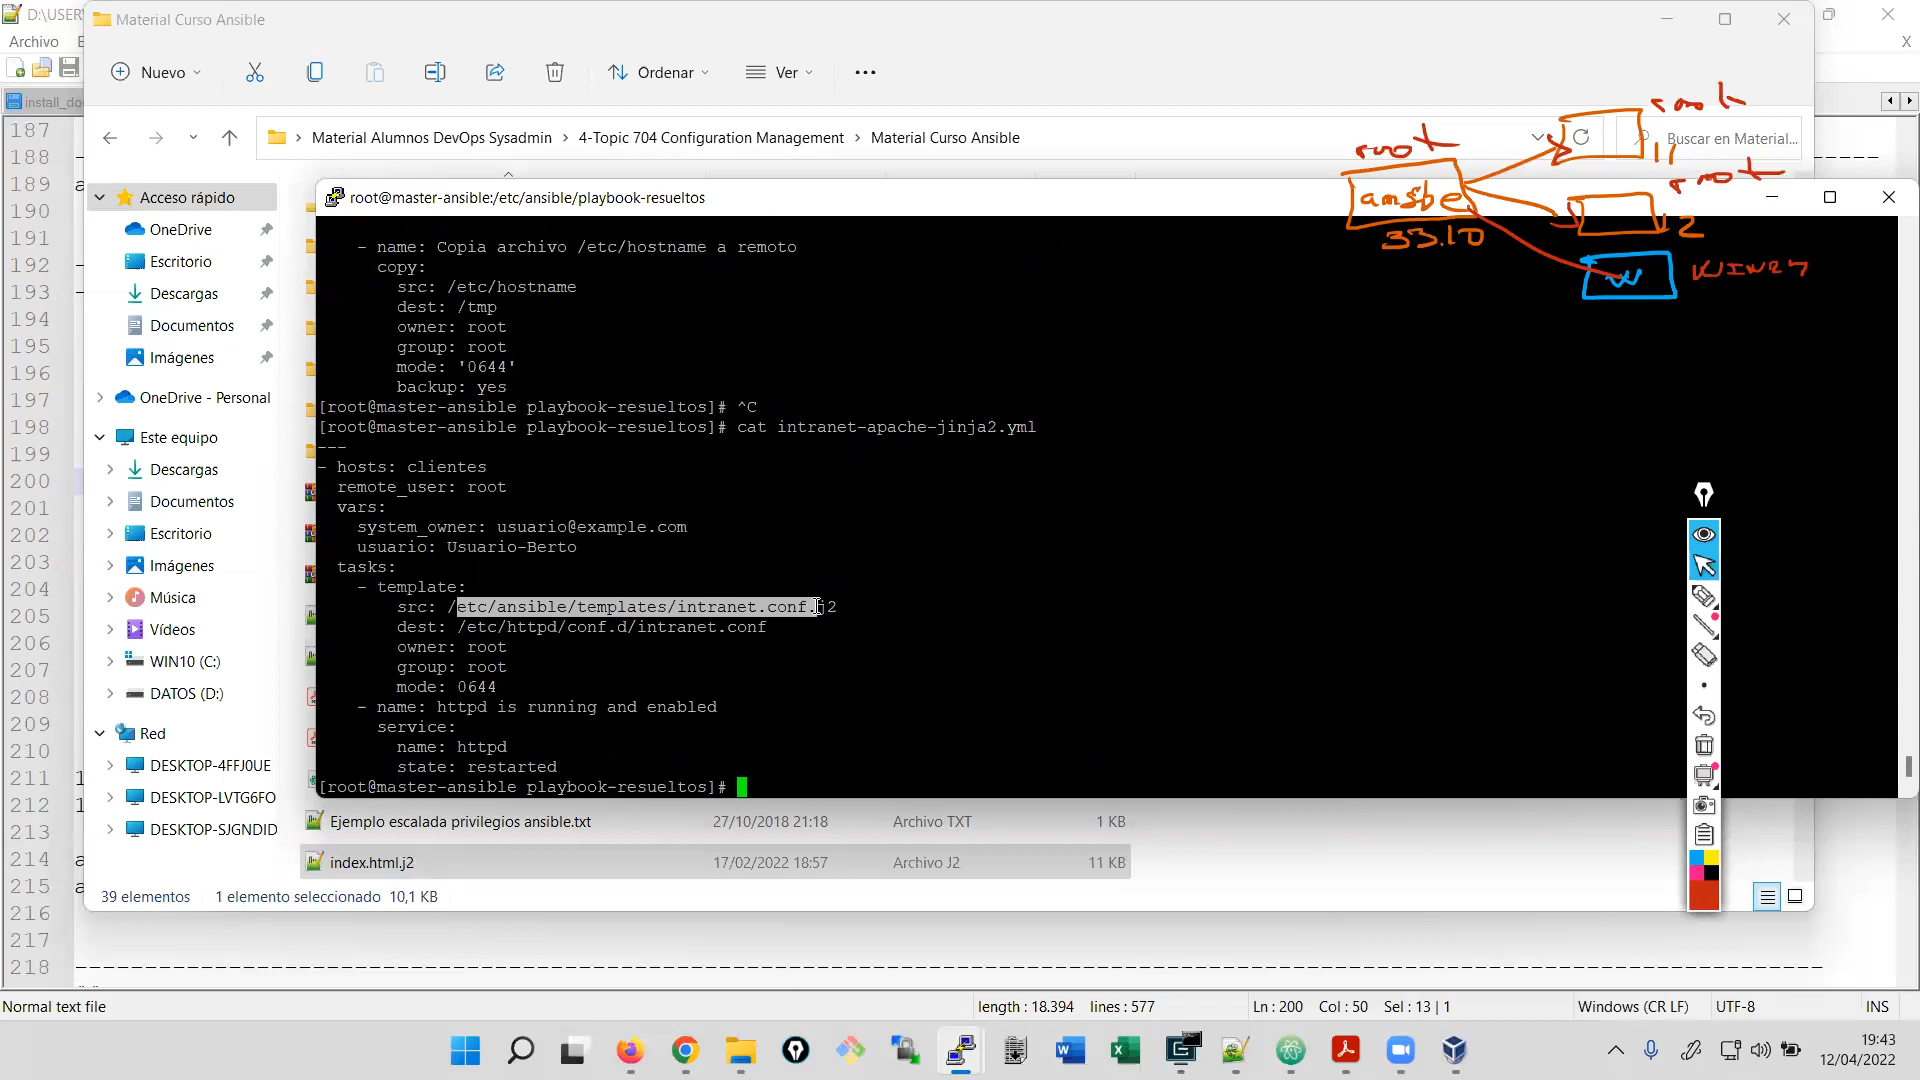 D:\USER
Material Curso Ansible
Archivo
X
Nuevo
Ordenar
Ver
install_do
Material Alumnos DevOps Sysadmin
4-Topic 704 Configuration Management
Material Curso Ansible
Buscar en Material...
root
root
11
root
ansbe
33.10
2
W
187
188
189
190
191
192
193
194
195
196
197
198
199
200
201
202
203
204
205
206
207
208
209
210
211
212
213
214
215
216
217
218
Acceso rápido
OneDrive
Escritorio
Descargas
Documentos
Imágenes
OneDrive - Personal
Este equipo
Descargas
Documentos
Escritorio
Imágenes
Música
Vídeos
WIN10 (C:)
DATOS (D:)
Red
DESKTOP-4FFJ0UE
DESKTOP-LVTG6FO
DESKTOP-SJGNDID
root@master-ansible:/etc/ansible/playbook-resueltos
- name: Copia archivo /etc/hostname a remoto
copy:
src: /etc/hostname
dest: /tmp
owner: root
group: root
mode: '0644'
backup: yes
[root@master-ansible playbook-resueltos]# ^C
[root@master-ansible playbook-resueltos]# cat intranet-apache-jinja2.yml
---
- hosts: clientes
remote_user: root
vars:
system_owner: usuario@example.com
usuario: Usuario-Berto
tasks:
- template:
src: /etc/ansible/templates/intranet.conf.j2
dest: /etc/httpd/conf.d/intranet.conf
owner: root
group: root
mode: 0644
- name: httpd is running and enabled
service:
name: httpd
state: restarted
[root@master-ansible playbook-resueltos]#
Ejemplo escalada privilegios ansible.txt 27/10/2018 21:18 Archivo TXT 1 KB
index.html.j2 17/02/2022 18:57 Archivo J2 11 KB
39 elementos 1 elemento seleccionado 10,1 KB
Normal text file length : 18.394 lines : 577 Ln : 200 Col : 50 Sel : 13 | 1 Windows (CR LF) UTF-8 INS
19:43
12/04/2022